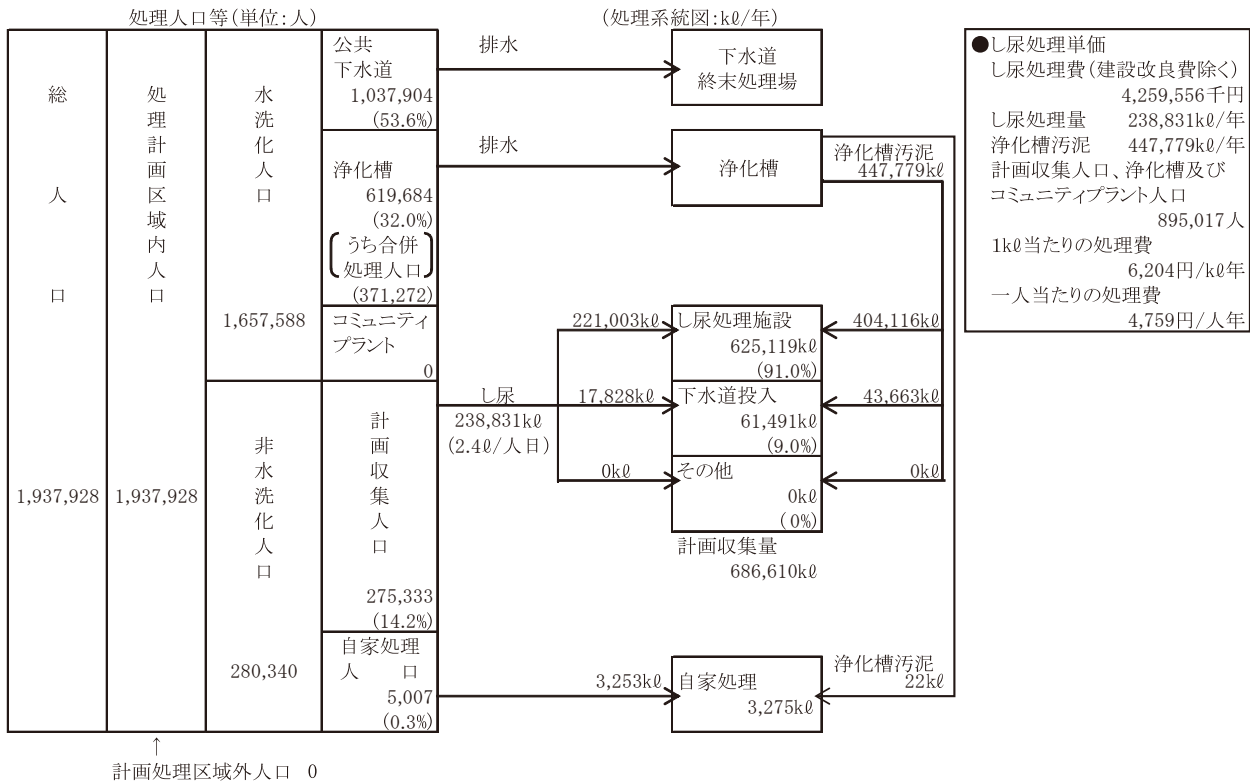 処理人口等(単位:人)
(処理系統図:kℓ/年)
総人口
1,937,928
処理計画区域内人口
1,937,928
水洗化人口
1,657,588
非水洗化人口
280,340
公共
下水道
1,037,904
(53.6%)
浄化槽
619,684
(32.0%)
うち合併
処理人口
(371,272)
コミュニティ
プラント
0
計画収集人口
275,333
(14.2%)
自家処理
人 口
5,007
(0.3%)
↑
計画処理区域外人口 0
排水
下水道
終末処理場
排水
浄化槽
浄化槽汚泥
447,779kℓ
し尿
238,831kℓ
(2.4ℓ/人日)
221,003kℓ
し尿処理施設
625,119kℓ
(91.0%)
404,116kℓ
17,828kℓ
下水道投入
61,491kℓ
(9.0%)
43,663kℓ
0kℓ
その他
0kℓ
(0%)
0kℓ
計画収集量
686,610kℓ
3,253kℓ
自家処理
3,275kℓ
浄化槽汚泥
22kℓ
●し尿処理単価
し尿処理費(建設改良費除く)
4,259,556千円
し尿処理量 238,831kℓ/年
浄化槽汚泥 447,779kℓ/年
計画収集人口、浄化槽及び
コミュニティプラント人口
895,017人
1kℓ当たりの処理費
6,204円/kℓ年
一人当たりの処理費
4,759円/人年